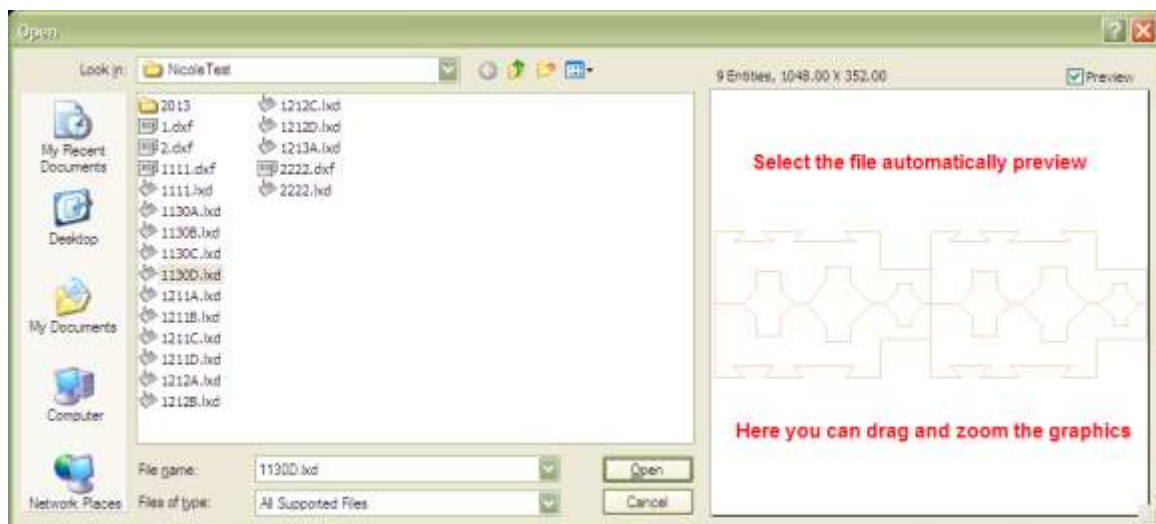 Open
Look in: NicoleTest
9 Entities, 1048.00 X 352.00
Preview
My Recent
Documents
Desktop
My Documents
Computer
Network Places
2013
1.dxf
2.dxf
1111.dxf
1111.lxd
1130A.lxd
1130B.lxd
1130C.lxd
1130D.lxd
1211A.lxd
1211B.lxd
1211C.lxd
1211D.lxd
1212A.lxd
1212B.lxd
1212C.lxd
1212D.lxd
1213A.lxd
2222.dxf
2222.lxd
Select the file automatically preview
Here you can drag and zoom the graphics
File name: 1130D.lxd
Open
Files of type: All Supported Files
Cancel